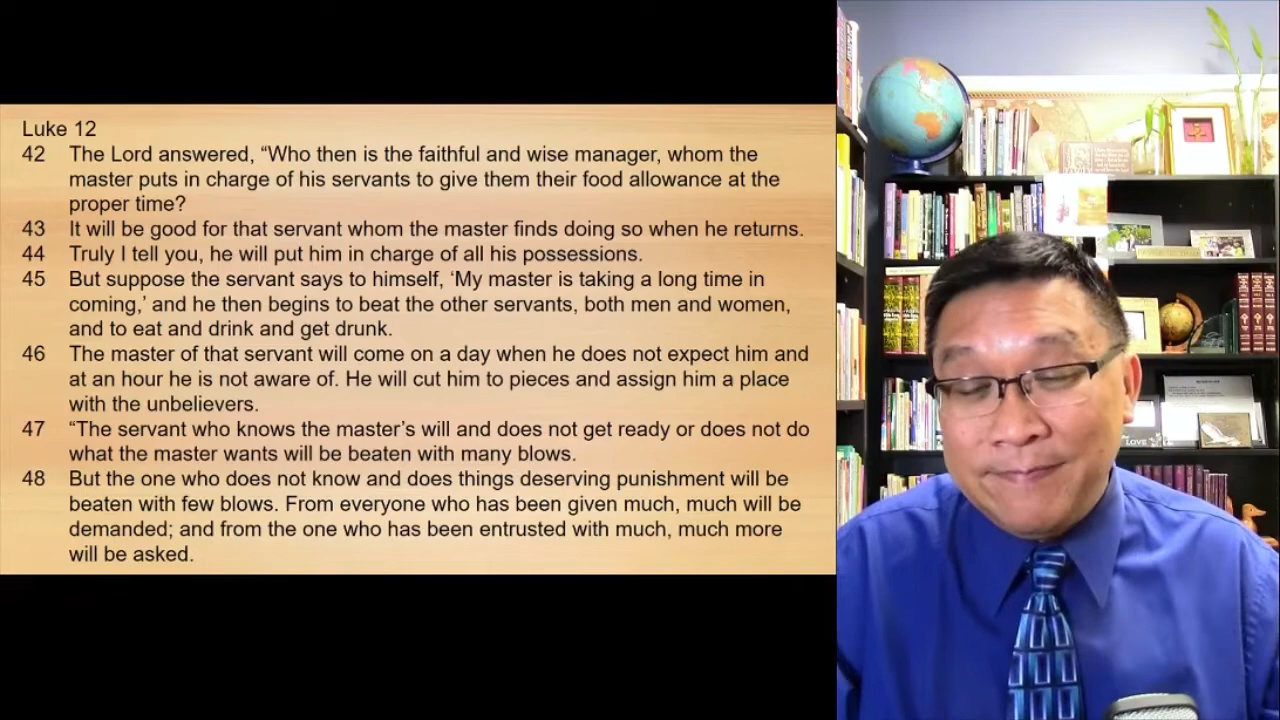 Luke 12
42 The Lord answered, “Who then is the faithful and wise manager, whom the
master puts in charge of his servants to give them their food allowance at the
proper time?
43 It will be good for that servant whom the master finds doing so when he returns.
44 Truly I tell you, he will put him in charge of all his possessions.
45 But suppose the servant says to himself, ‘My master is taking a long time in
coming,’ and he then begins to beat the other servants, both men and women,
and to eat and drink and get drunk.
46 The master of that servant will come on a day when he does not expect him and
at an hour he is not aware of. He will cut him to pieces and assign him a place
with the unbelievers.
47 “The servant who knows the master’s will and does not get ready or does not do
what the master wants will be beaten with many blows.
48 But the one who does not know and does things deserving punishment will be
beaten with few blows. From everyone who has been given much, much will be
demanded; and from the one who has been entrusted with much, much more
will be asked.
LOVE